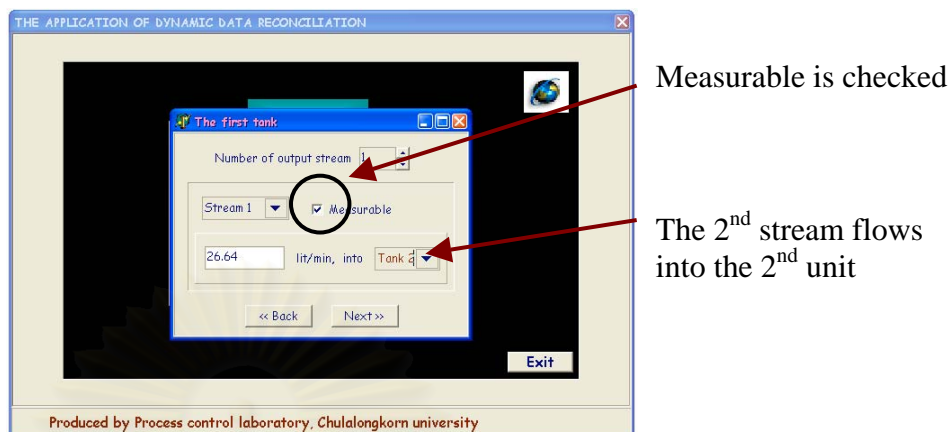 THE APPLICATION OF DYNAMIC DATA RECONCILIATION
Measurable is checked
The first tank
Number of output stream 1
Stream 1
Measurable
The 2nd stream flows
into the 2nd unit
26.64 lit/min, into Tank 2
<< Back Next >>
Exit
Produced by Process control laboratory, Chulalongkorn university